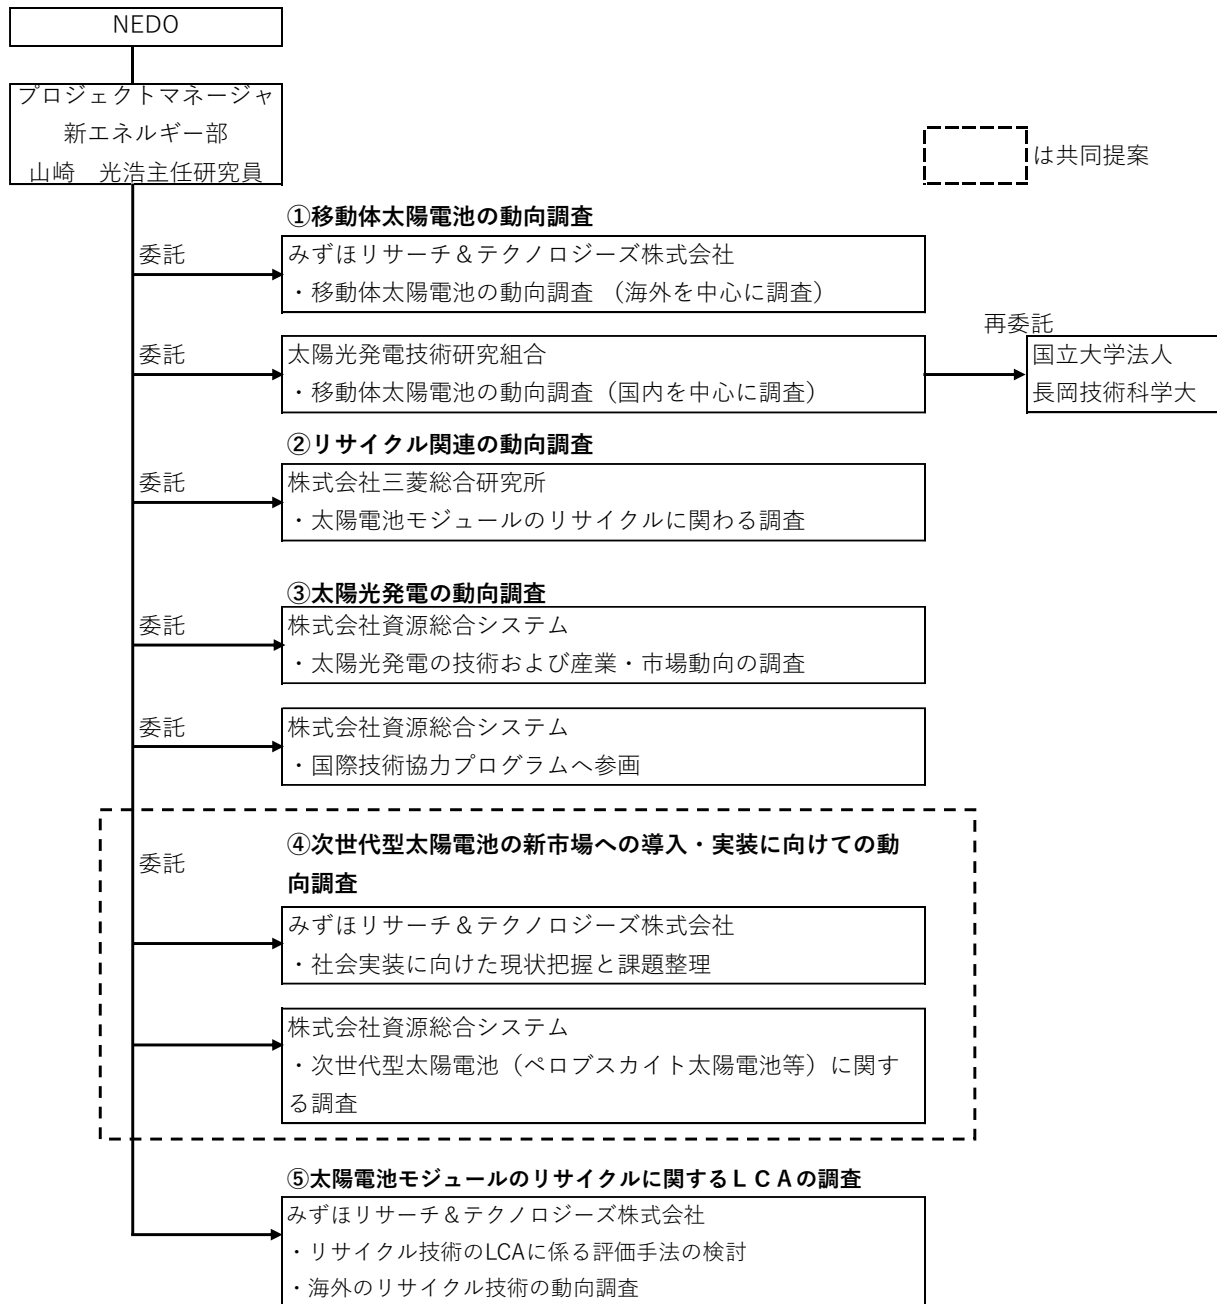 NEDO
プロジェクトマネージャ
新エネルギー部
山崎　光浩主任研究員
は共同提案
①移動体太陽電池の動向調査
委託
みずほリサーチ＆テクノロジーズ株式会社
・移動体太陽電池の動向調査 （海外を中心に調査）
再委託
委託
太陽光発電技術研究組合
・移動体太陽電池の動向調査（国内を中心に調査）
国立大学法人
長岡技術科学大
②リサイクル関連の動向調査
委託
株式会社三菱総合研究所
・太陽電池モジュールのリサイクルに関わる調査
③太陽光発電の動向調査
委託
株式会社資源総合システム
・太陽光発電の技術および産業・市場動向の調査
委託
株式会社資源総合システム
・国際技術協力プログラムへ参画
④次世代型太陽電池の新市場への導入・実装に向けての動
向調査
委託
みずほリサーチ＆テクノロジーズ株式会社
・社会実装に向けた現状把握と課題整理
株式会社資源総合システム
・次世代型太陽電池（ペロブスカイト太陽電池等）に関す
る調査
⑤太陽電池モジュールのリサイクルに関するＬＣＡの調査
みずほリサーチ＆テクノロジーズ株式会社
・リサイクル技術のLCAに係る評価手法の検討
・海外のリサイクル技術の動向調査